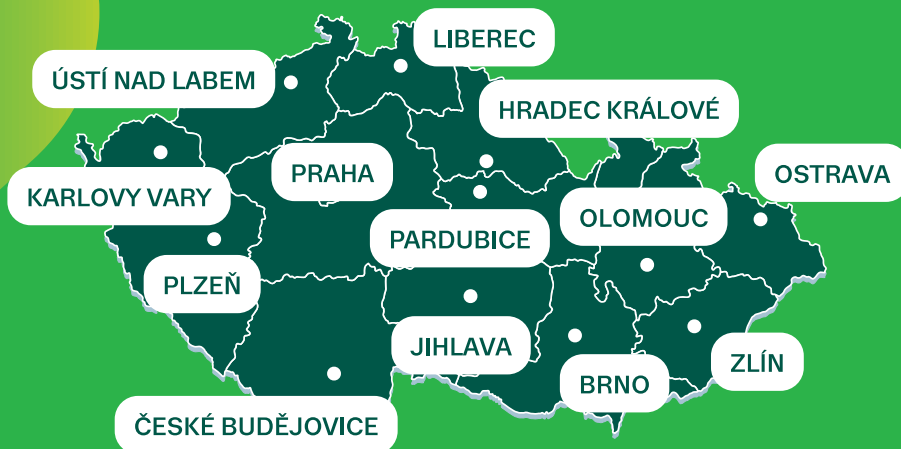 LIBEREC
ÚSTÍ NAD LABEM
HRADEC KRÁLOVÉ
PRAHA
OSTRAVA
KARLOVY VARY
OLOMOUC
PARDUBICE
PLZEŇ
JIHLAVA
ZLÍN
BRNO
ČESKÉ BUDĚJOVICE